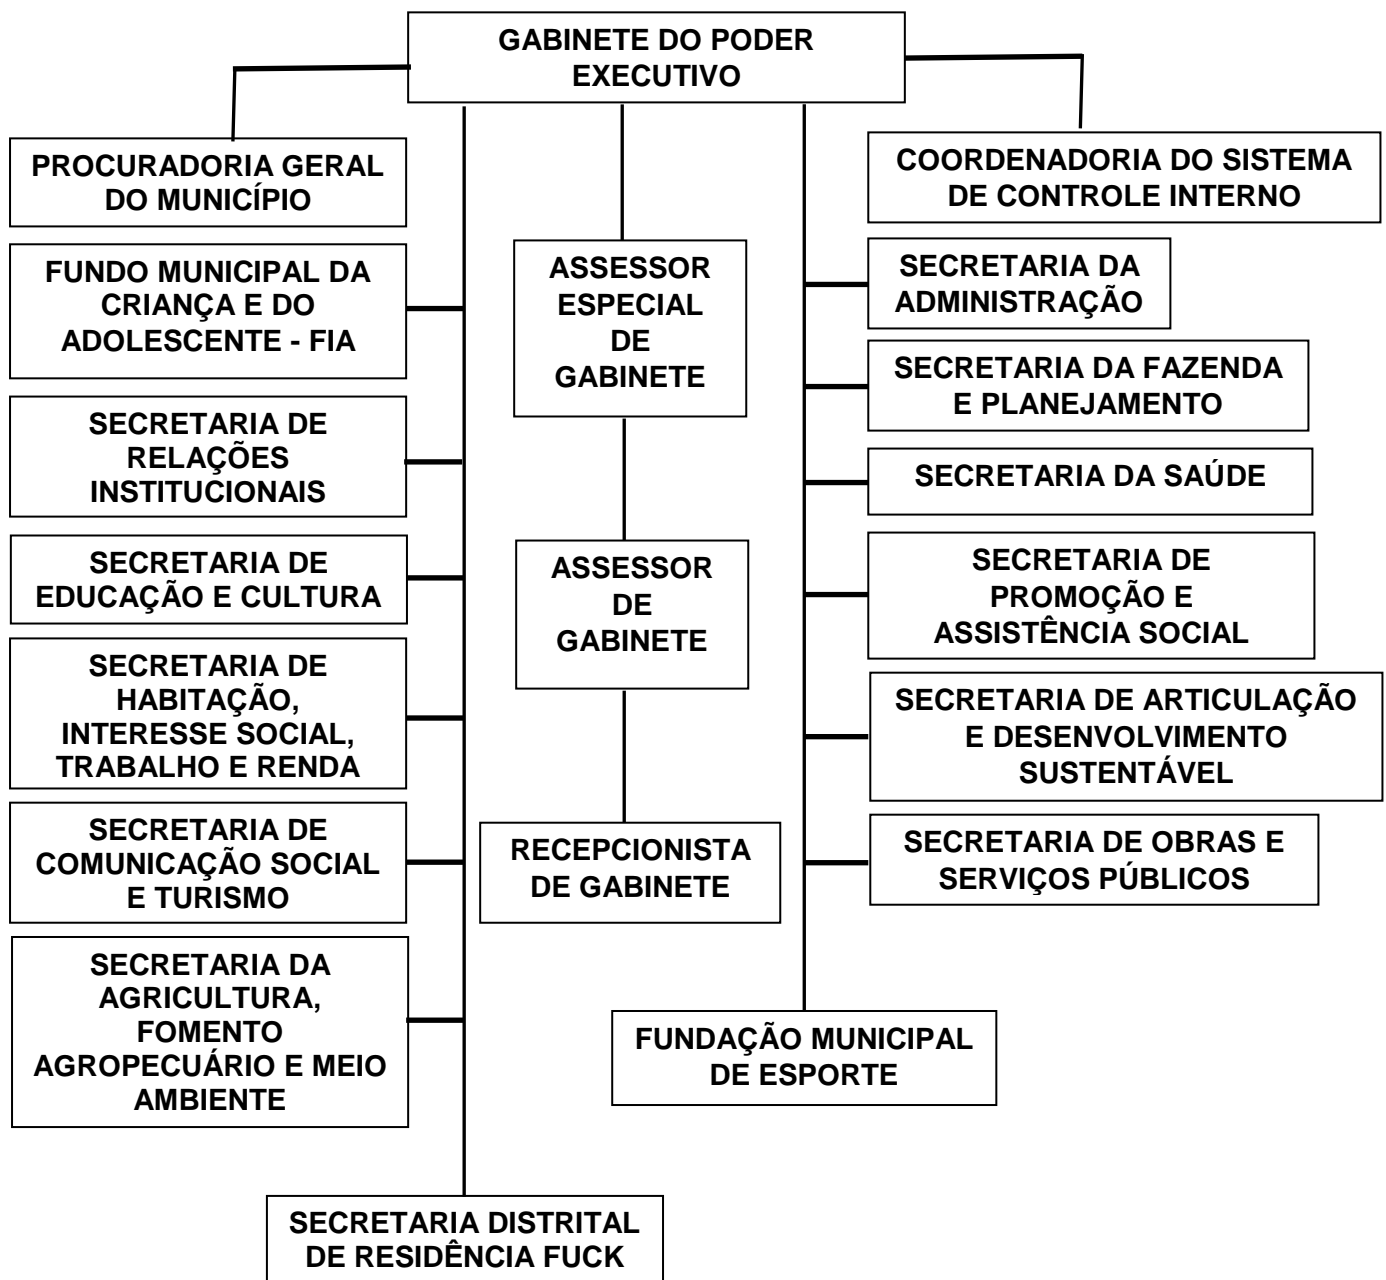 GABINETE DO PODER
EXECUTIVO
PROCURADORIA GERAL
DO MUNICÍPIO
COORDENADORIA DO SISTEMA
DE CONTROLE INTERNO
FUNDO MUNICIPAL DA
CRIANÇA E DO
ADOLESCENTE - FIA
SECRETARIA DE
RELAÇÕES
INSTITUCIONAIS
SECRETARIA DE
EDUCAÇÃO E CULTURA
SECRETARIA DE
HABITAÇÃO,
INTERESSE SOCIAL,
TRABALHO E RENDA
SECRETARIA DE
COMUNICAÇÃO SOCIAL
E TURISMO
SECRETARIA DA
AGRICULTURA,
FOMENTO
AGROPECUÁRIO E MEIO
AMBIENTE
SECRETARIA DISTRITAL
DE RESIDÊNCIA FUCK
ASSESSOR
ESPECIAL
DE
GABINETE
ASSESSOR
DE
GABINETE
RECEPCIONISTA
DE GABINETE
SECRETARIA DA
ADMINISTRAÇÃO
SECRETARIA DA FAZENDA
E PLANEJAMENTO
SECRETARIA DA SAÚDE
SECRETARIA DE
PROMOÇÃO E
ASSISTÊNCIA SOCIAL
SECRETARIA DE ARTICULAÇÃO
E DESENVOLVIMENTO
SUSTENTÁVEL
SECRETARIA DE OBRAS E
SERVIÇOS PÚBLICOS
FUNDAÇÃO MUNICIPAL
DE ESPORTE